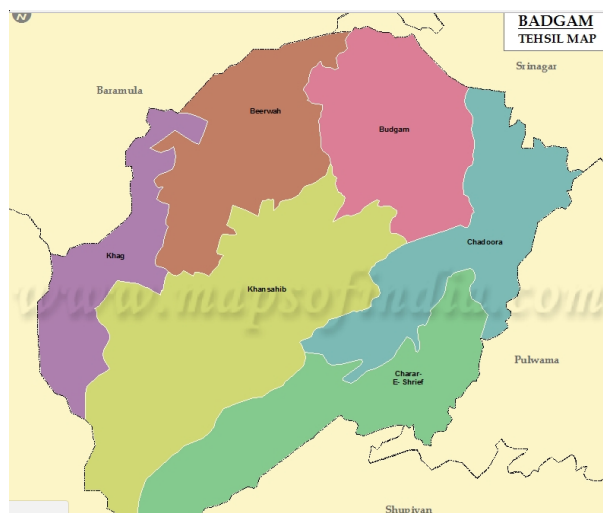 N
BADGAM
TEHSIL MAP
Srinagar
Baramula
Beerwah
Budgam
Chadoora
Khag
Khansahib
www.mapsofindia.com
Pulwama
Charar-
E- Shrief
Shupiyan